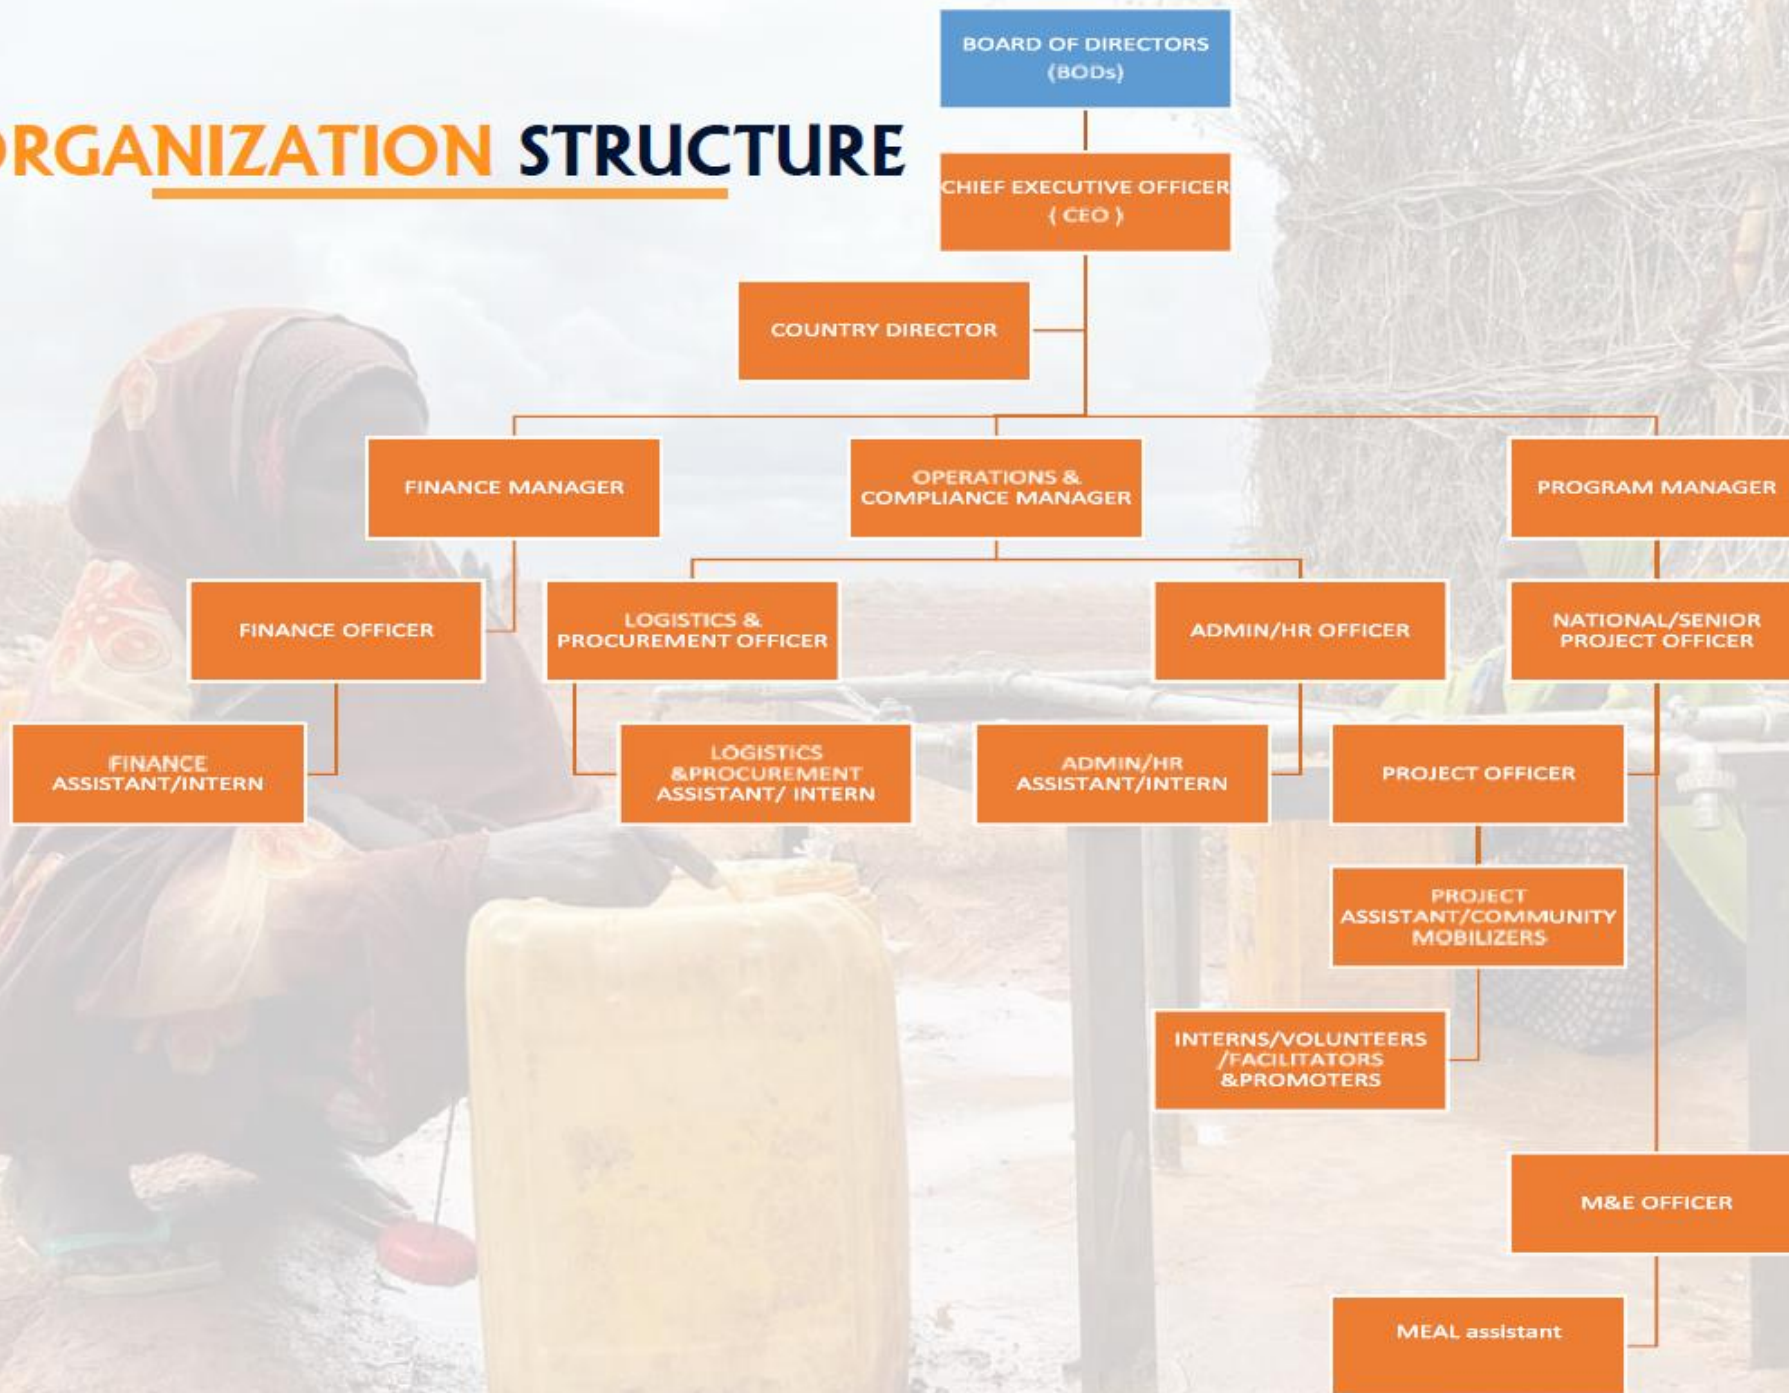 ORGANIZATION STRUCTURE
BOARD OF DIRECTORS
(BODs)
CHIEF EXECUTIVE OFFICER
( CEO )
COUNTRY DIRECTOR
FINANCE MANAGER
OPERATIONS &
COMPLIANCE MANAGER
PROGRAM MANAGER
FINANCE OFFICER
LOGISTICS &
PROCUREMENT OFFICER
ADMIN/HR OFFICER
NATIONAL/SENIOR
PROJECT OFFICER
FINANCE
ASSISTANT/INTERN
LOGISTICS
&PROCUREMENT
ASSISTANT/ INTERN
ADMIN/HR
ASSISTANT/INTERN
PROJECT OFFICER
PROJECT
ASSISTANT/COMMUNITY
MOBILIZERS
INTERNS/VOLUNTEERS
/FACILITATORS
&PROMOTERS
M&E OFFICER
MEAL assistant